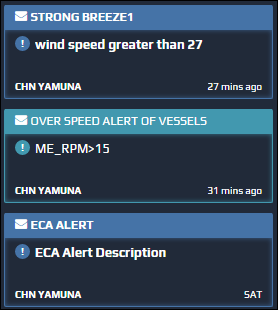 STRONG BREEZE1
! wind speed greater than 27
CHN YAMUNA 27 mins ago
OVER SPEED ALERT OF VESSELS
! ME_RPM>15
CHN YAMUNA 31 mins ago
ECA ALERT
! ECA Alert Description
CHN YAMUNA SAT